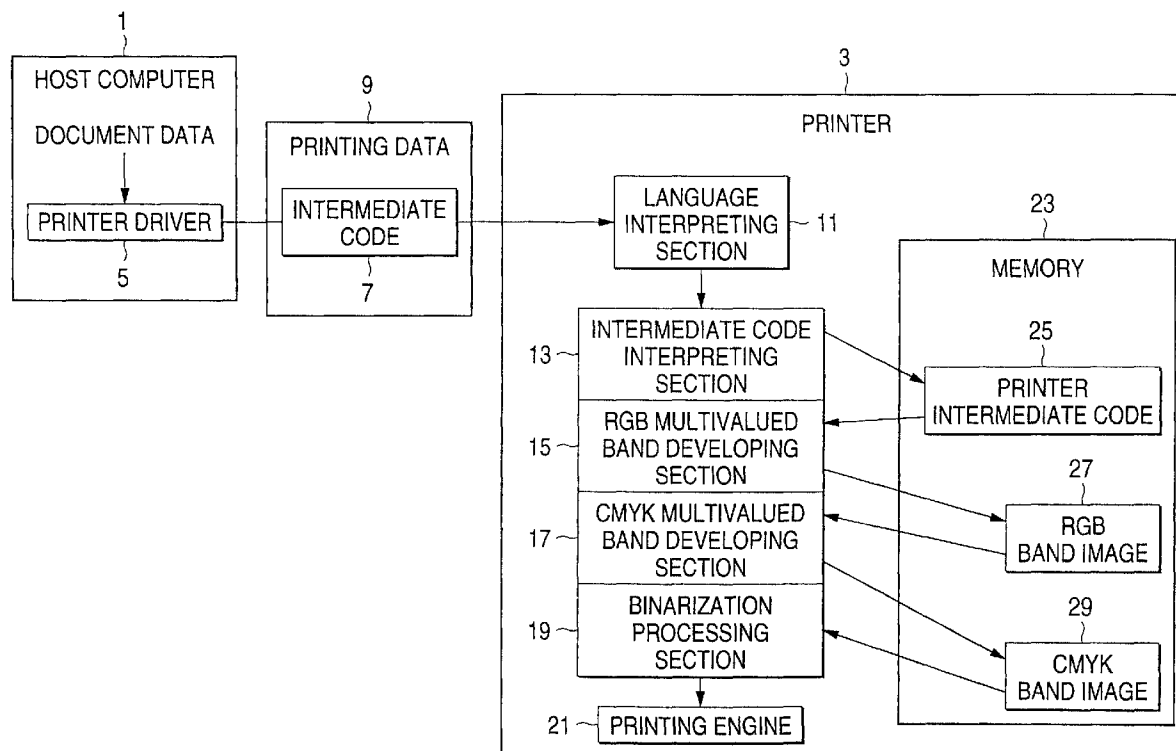 1
HOST COMPUTER
DOCUMENT DATA
PRINTER DRIVER
5
9
PRINTING DATA
INTERMEDIATE
CODE
7
3
PRINTER
LANGUAGE
INTERPRETING
SECTION
11
13
INTERMEDIATE CODE
INTERPRETING
SECTION
15
RGB MULTIVALUED
BAND DEVELOPING
SECTION
17
CMYK MULTIVALUED
BAND DEVELOPING
SECTION
19
BINARIZATION
PROCESSING
SECTION
21
PRINTING ENGINE
23
MEMORY
25
PRINTER
INTERMEDIATE CODE
27
RGB
BAND IMAGE
29
CMYK
BAND IMAGE